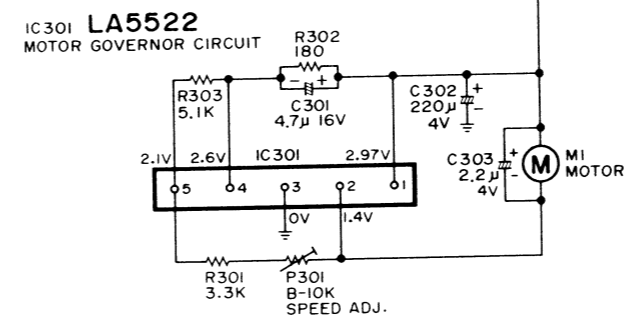 IC301 LA5522
MOTOR GOVERNOR CIRCUIT
R302
180
R303
5.1K
- +
C301
4.7μ 16V
C302
220μ
4V
+
-
2.1V 2.6V IC301 2.97V
C303
2.2μ
4V
+
-
M
M1
MOTOR
5 4 3 2 1
0V 1.4V
R301
3.3K
P301
B-10K
SPEED ADJ.